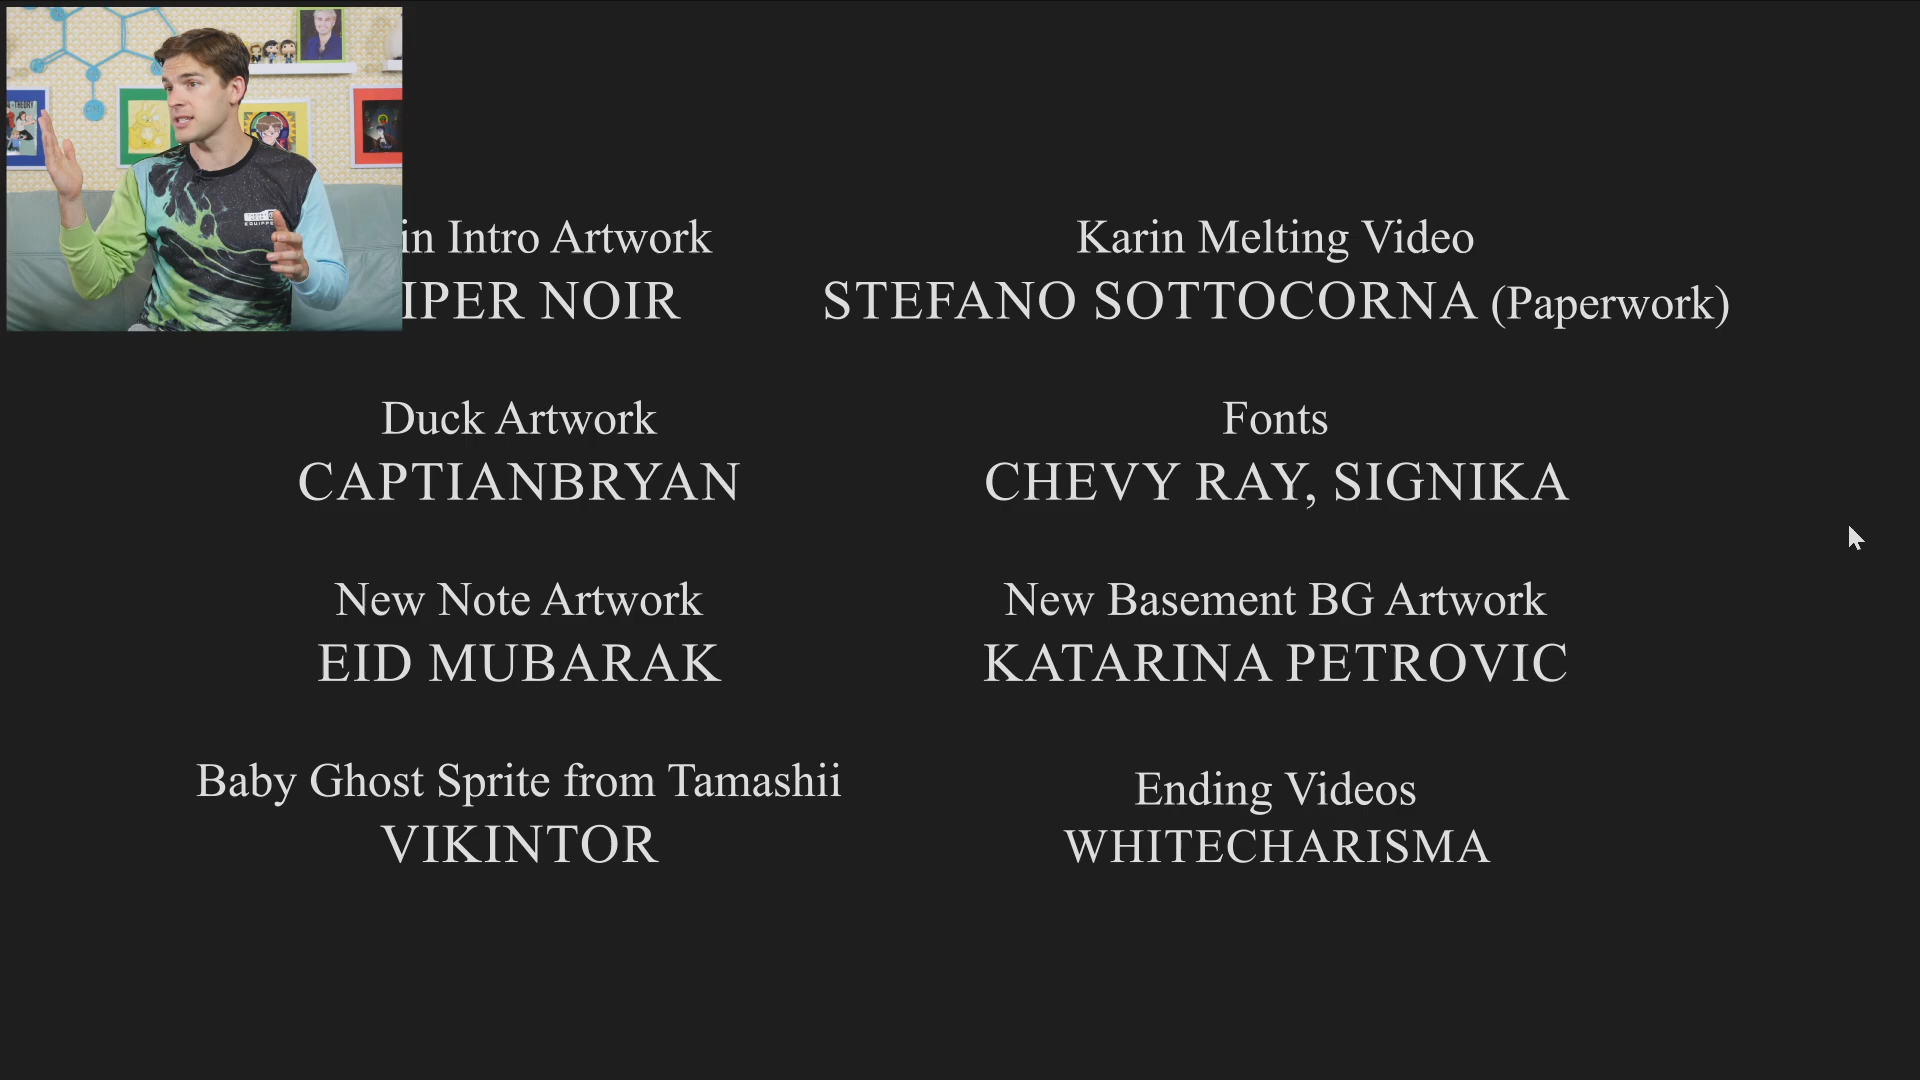 in Intro Artwork
IPER NOIR
Karin Melting Video
STEFANO SOTTOCORNA (Paperwork)
Duck Artwork
CAPTIANBRYAN
Fonts
CHEVY RAY, SIGNIKA
New Note Artwork
EID MUBARAK
New Basement BG Artwork
KATARINA PETROVIC
Baby Ghost Sprite from Tamashii
VIKINTOR
Ending Videos
WHITECHARISMA